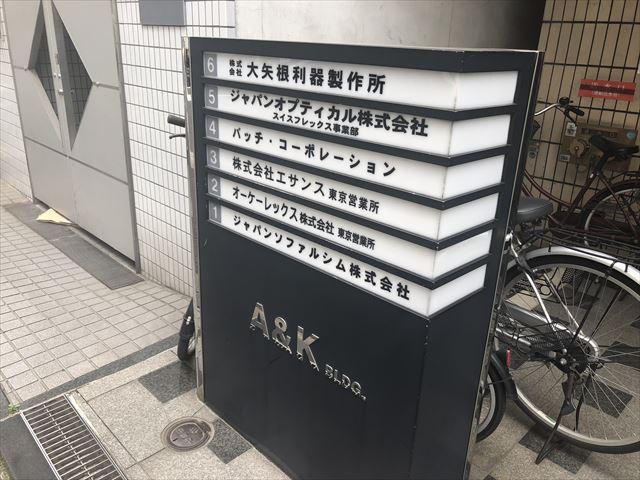 6 株式会社 大矢根利器製作所
5 ジャパンオプティカル株式会社
スイスフレックス事業部
4 バッチ・コーポレーション
3 株式会社エサンス 東京営業所
2 オーケーレックス株式会社 東京営業所
1 ジャパンソファルシム株式会社
A&K BLDG.